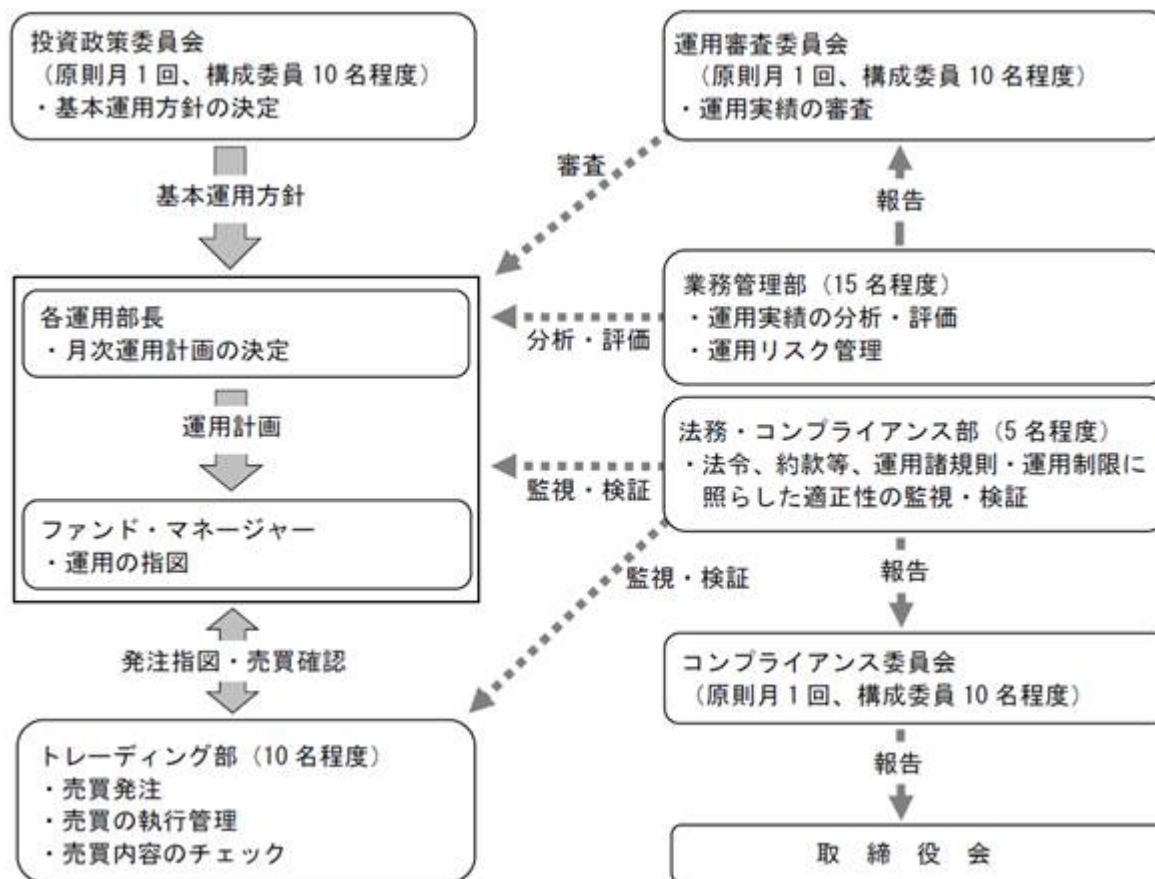 投資政策委員会
(原則月1回、構成委員10名程度)
・基本運用方針の決定
基本運用方針
各運用部長
・月次運用計画の決定
運用計画
ファンド・マネージャー
・運用の指図
発注指図・売買確認
トレーディング部(10名程度)
・売買発注
・売買の執行管理
・売買内容のチェック
運用審査委員会
(原則月1回、構成委員10名程度)
・運用実績の審査
審査
報告
業務管理部(15名程度)
・運用実績の分析・評価
・運用リスク管理
分析・評価
法務・コンプライアンス部(5名程度)
・法令、約款等、運用諸規則・運用制限に
照らした適正性の監視・検証
監視・検証
監視・検証
報告
コンプライアンス委員会
(原則月1回、構成委員10名程度)
報告
取 締 役 会